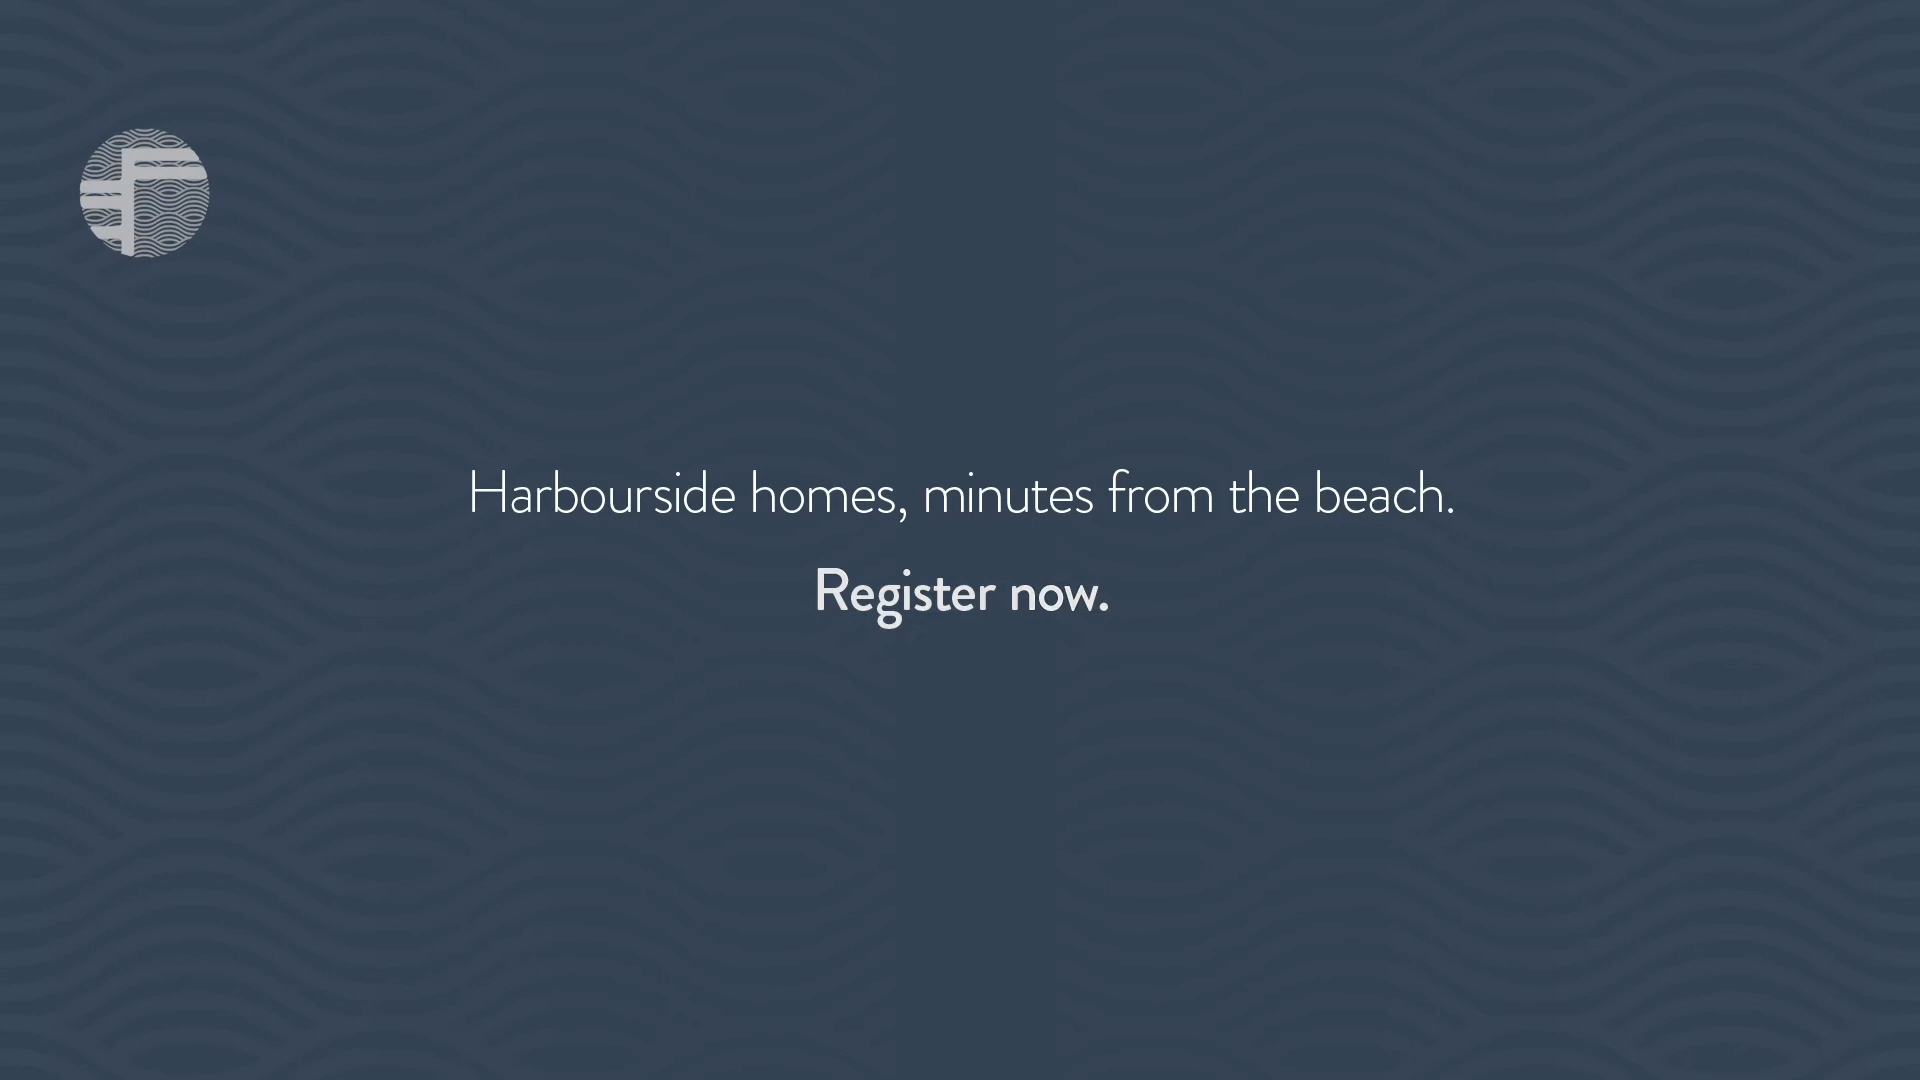 Harbourside homes, minutes from the beach.
Register now.